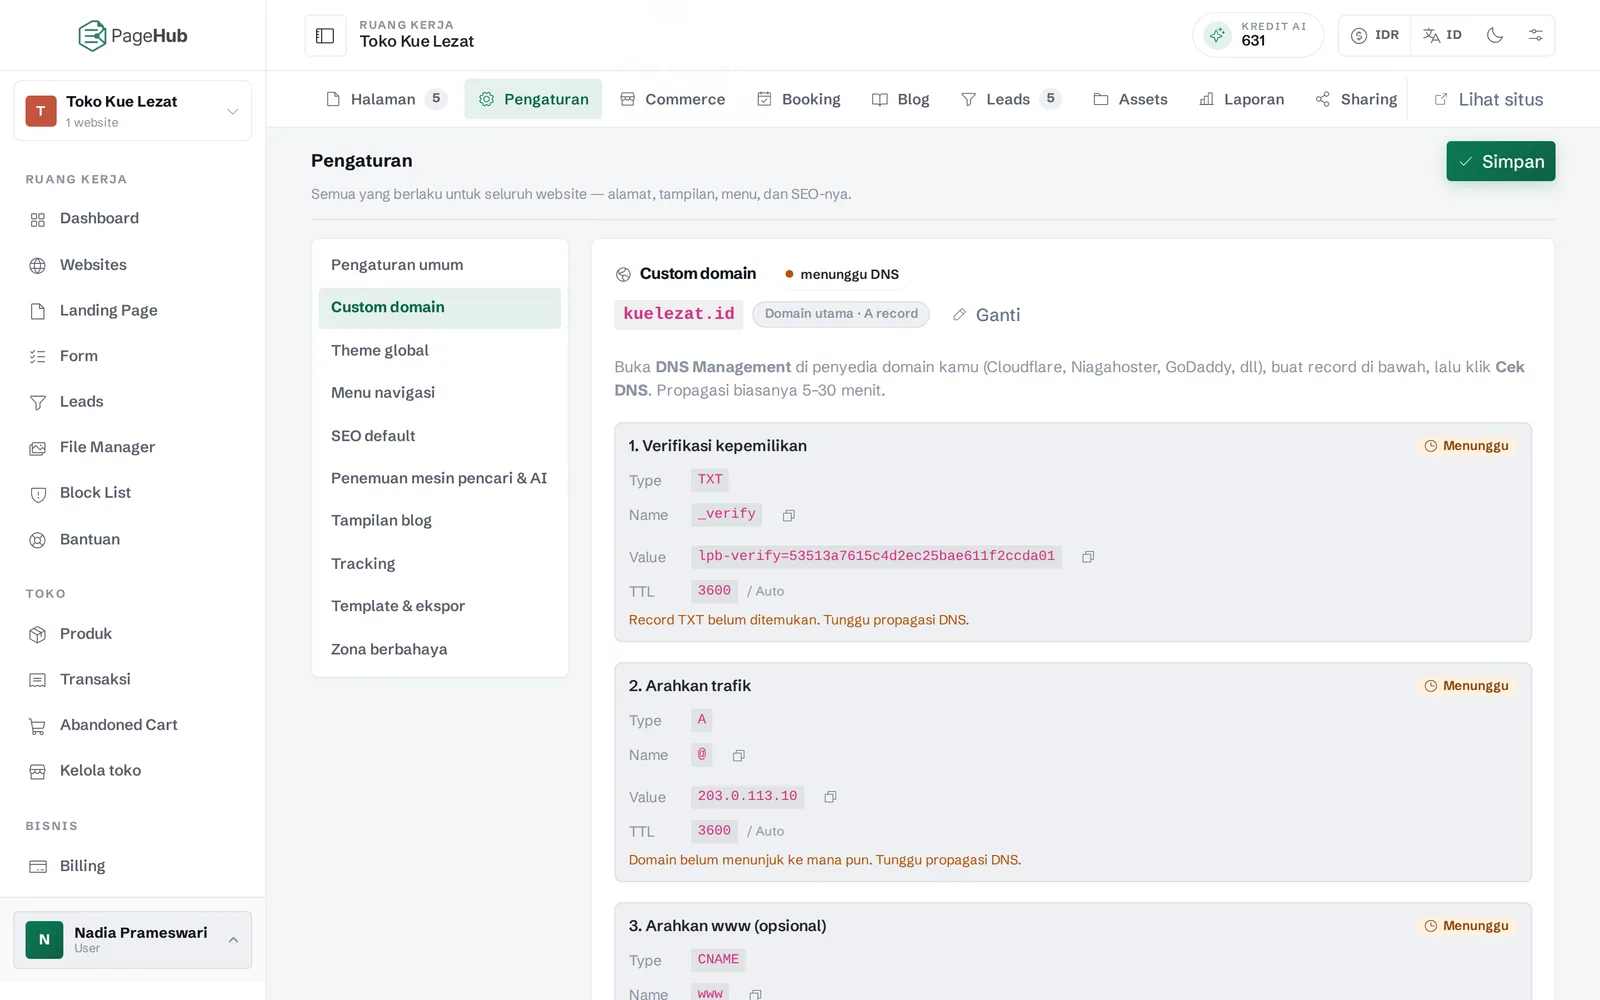 PageHub
T
Toko Kue Lezat
1 website
RUANG KERJA
Dashboard
Websites
Landing Page
Form
Leads
File Manager
Block List
Bantuan
TOKO
Produk
Transaksi
Abandoned Cart
Kelola toko
BISNIS
Billing
N
Nadia Prameswari
User
RUANG KERJA
Toko Kue Lezat
KREDIT AI
631
IDR
ID
Halaman 5
Pengaturan
Commerce
Booking
Blog
Leads 5
Assets
Laporan
Sharing
Lihat situs
Pengaturan
Semua yang berlaku untuk seluruh website — alamat, tampilan, menu, dan SEO-nya.
Simpan
Pengaturan umum
Custom domain
Theme global
Menu navigasi
SEO default
Penemuan mesin pencari & AI
Tampilan blog
Tracking
Template & ekspor
Zona berbahaya
Custom domain
menunggu DNS
kuelezat.id
Domain utama · A record
Ganti
Buka DNS Management di penyedia domain kamu (Cloudflare, Niagahoster, GoDaddy, dll), buat record di bawah, lalu klik Cek
DNS. Propagasi biasanya 5–30 menit.
1. Verifikasi kepemilikan
Menunggu
Type TXT
Name _verify
Value lpb-verify=53513a7615c4d2ec25bae611f2ccda01
TTL 3600 / Auto
Record TXT belum ditemukan. Tunggu propagasi DNS.
2. Arahkan trafik
Menunggu
Type A
Name @
Value 203.0.113.10
TTL 3600 / Auto
Domain belum menunjuk ke mana pun. Tunggu propagasi DNS.
3. Arahkan www (opsional)
Menunggu
Type CNAME
Name www